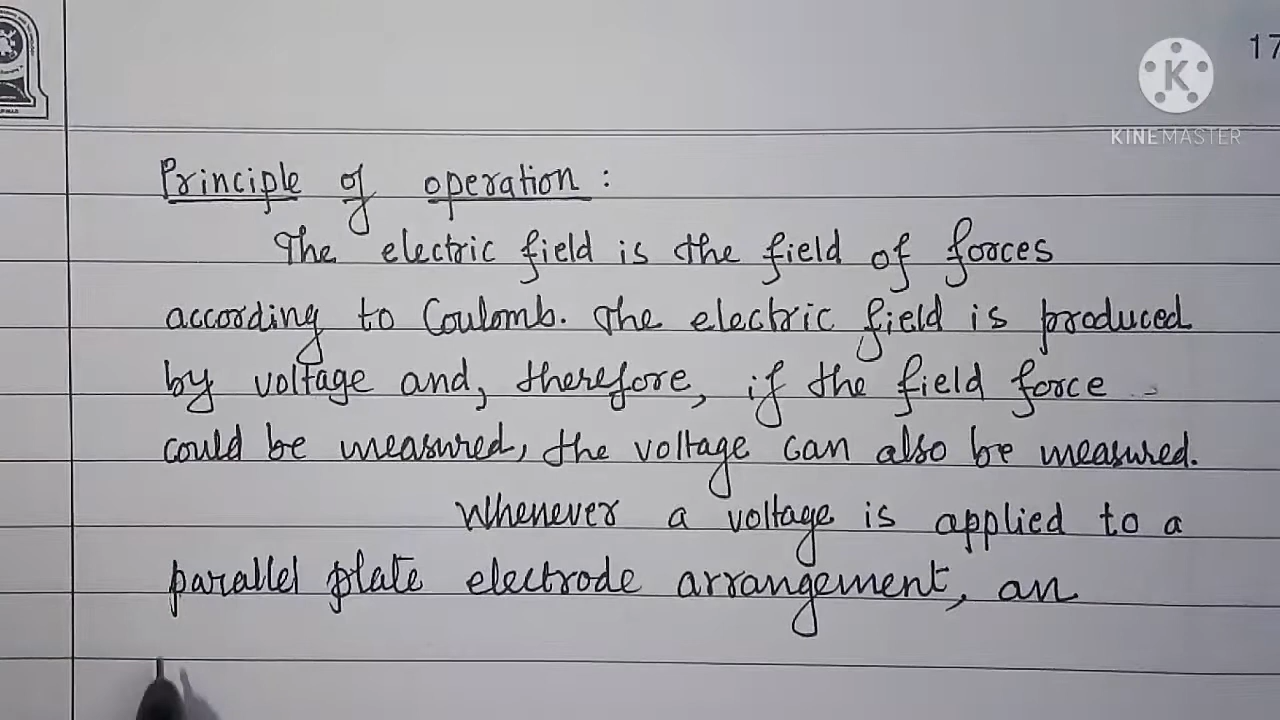 17
K
KINEMASTER
Principle of operation :
The electric field is the field of forces
according to Coulomb. The electric field is produced
by voltage and, therefore, if the field force
could be measured, the voltage can also be measured.
Whenever a voltage is applied to a
parallel plate electrode arrangement, an